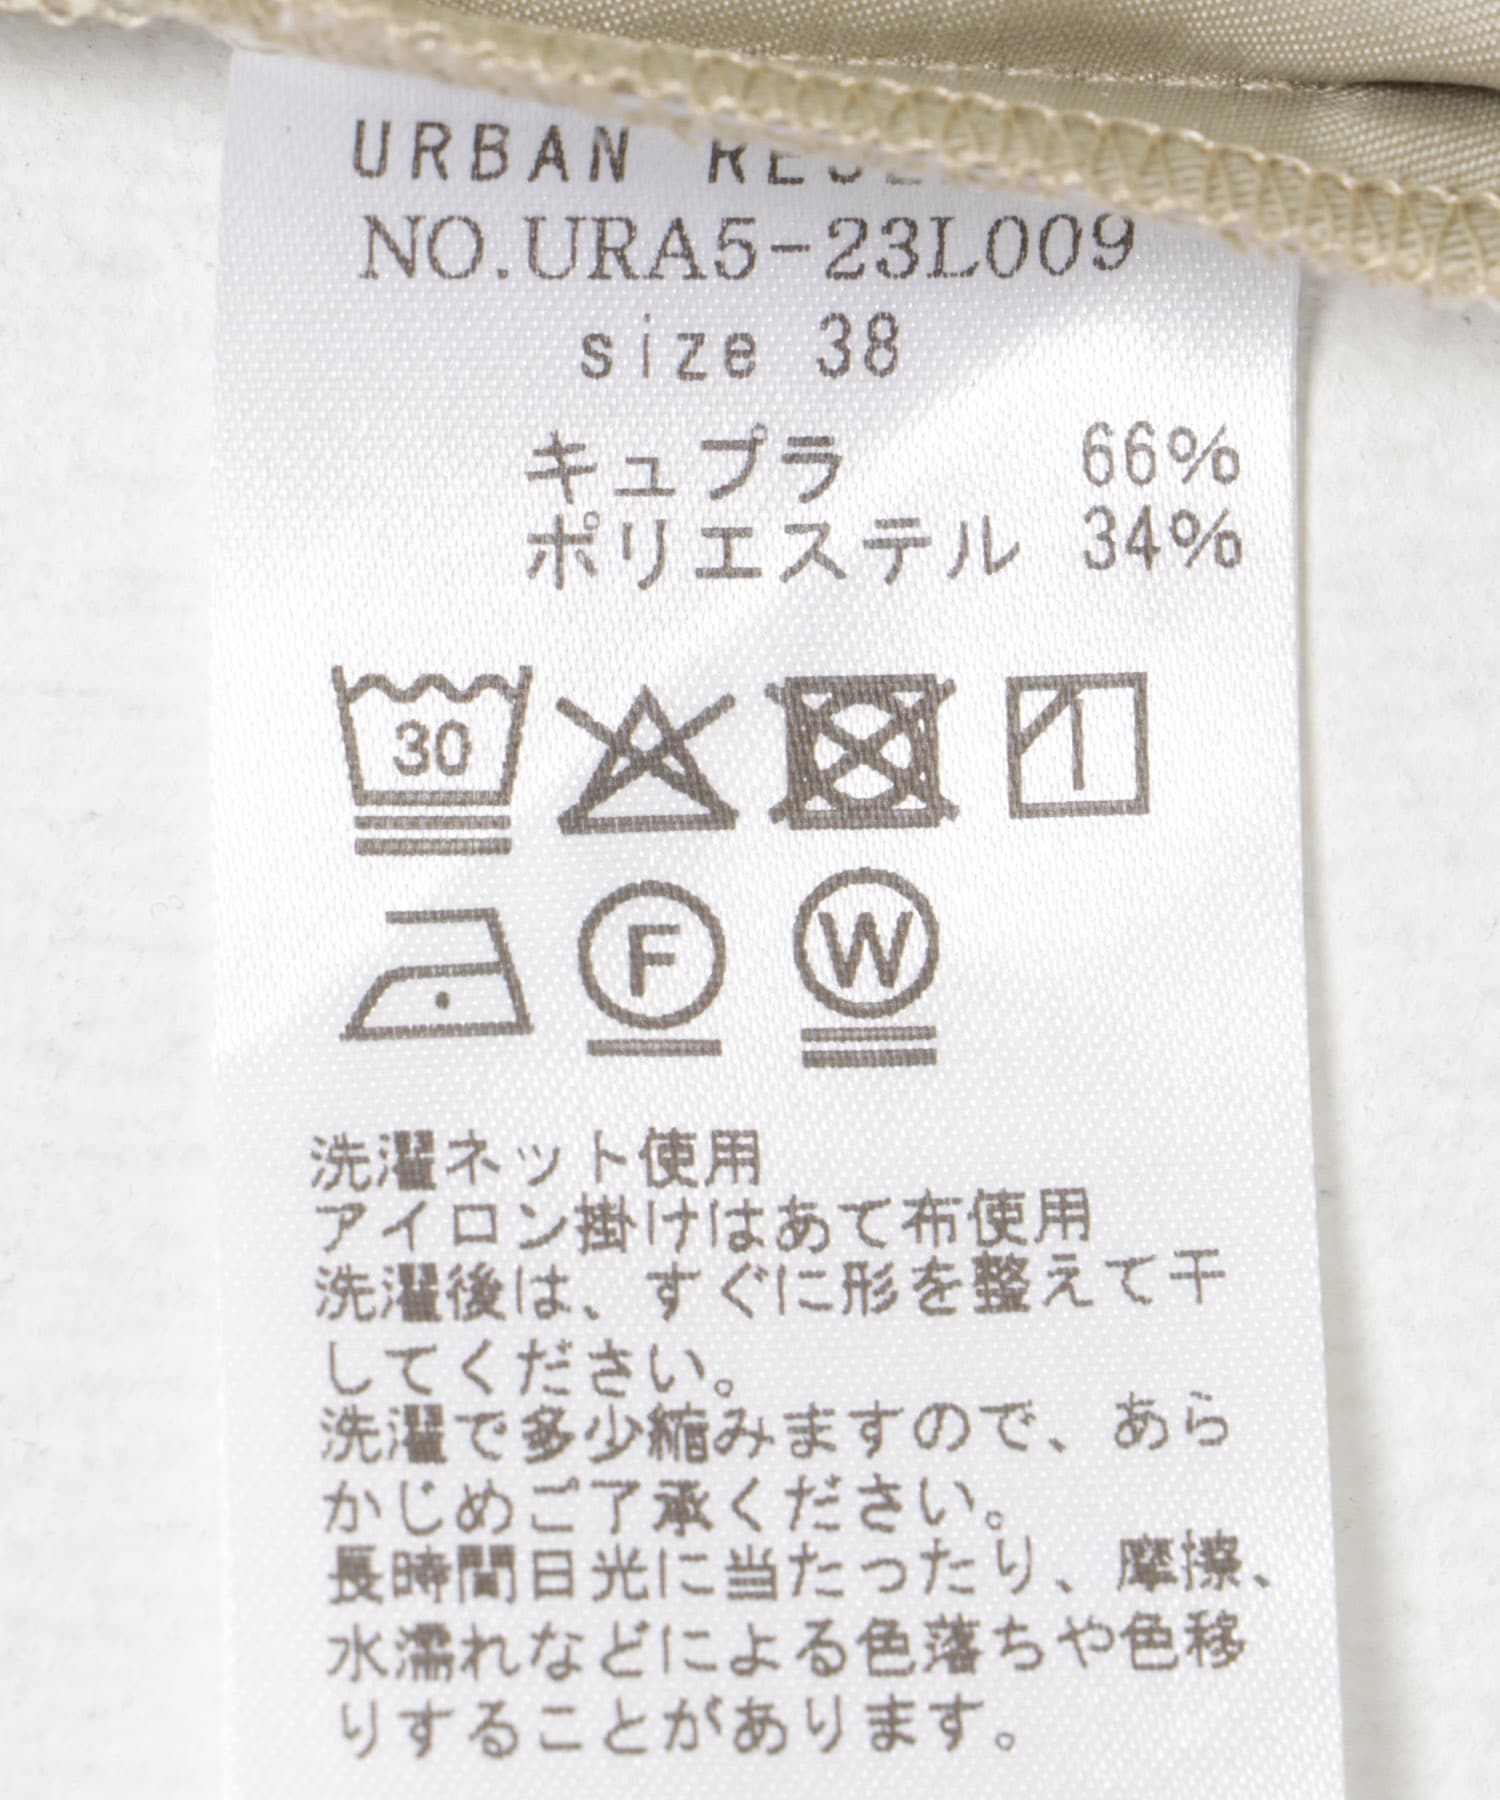 URBAN
NO.URA5-23L009
size 38
キュプラ 66%
ポリエステル 34%
30
F W
洗濯ネット使用
アイロン掛けはあて布使用
洗濯後は、すぐに形を整えて干
してください。
洗濯で多少縮みますので、あら
かじめご了承ください。
長時間日光に当たったり、摩擦、
水濡れなどによる色落ちや色移
りすることがあります。